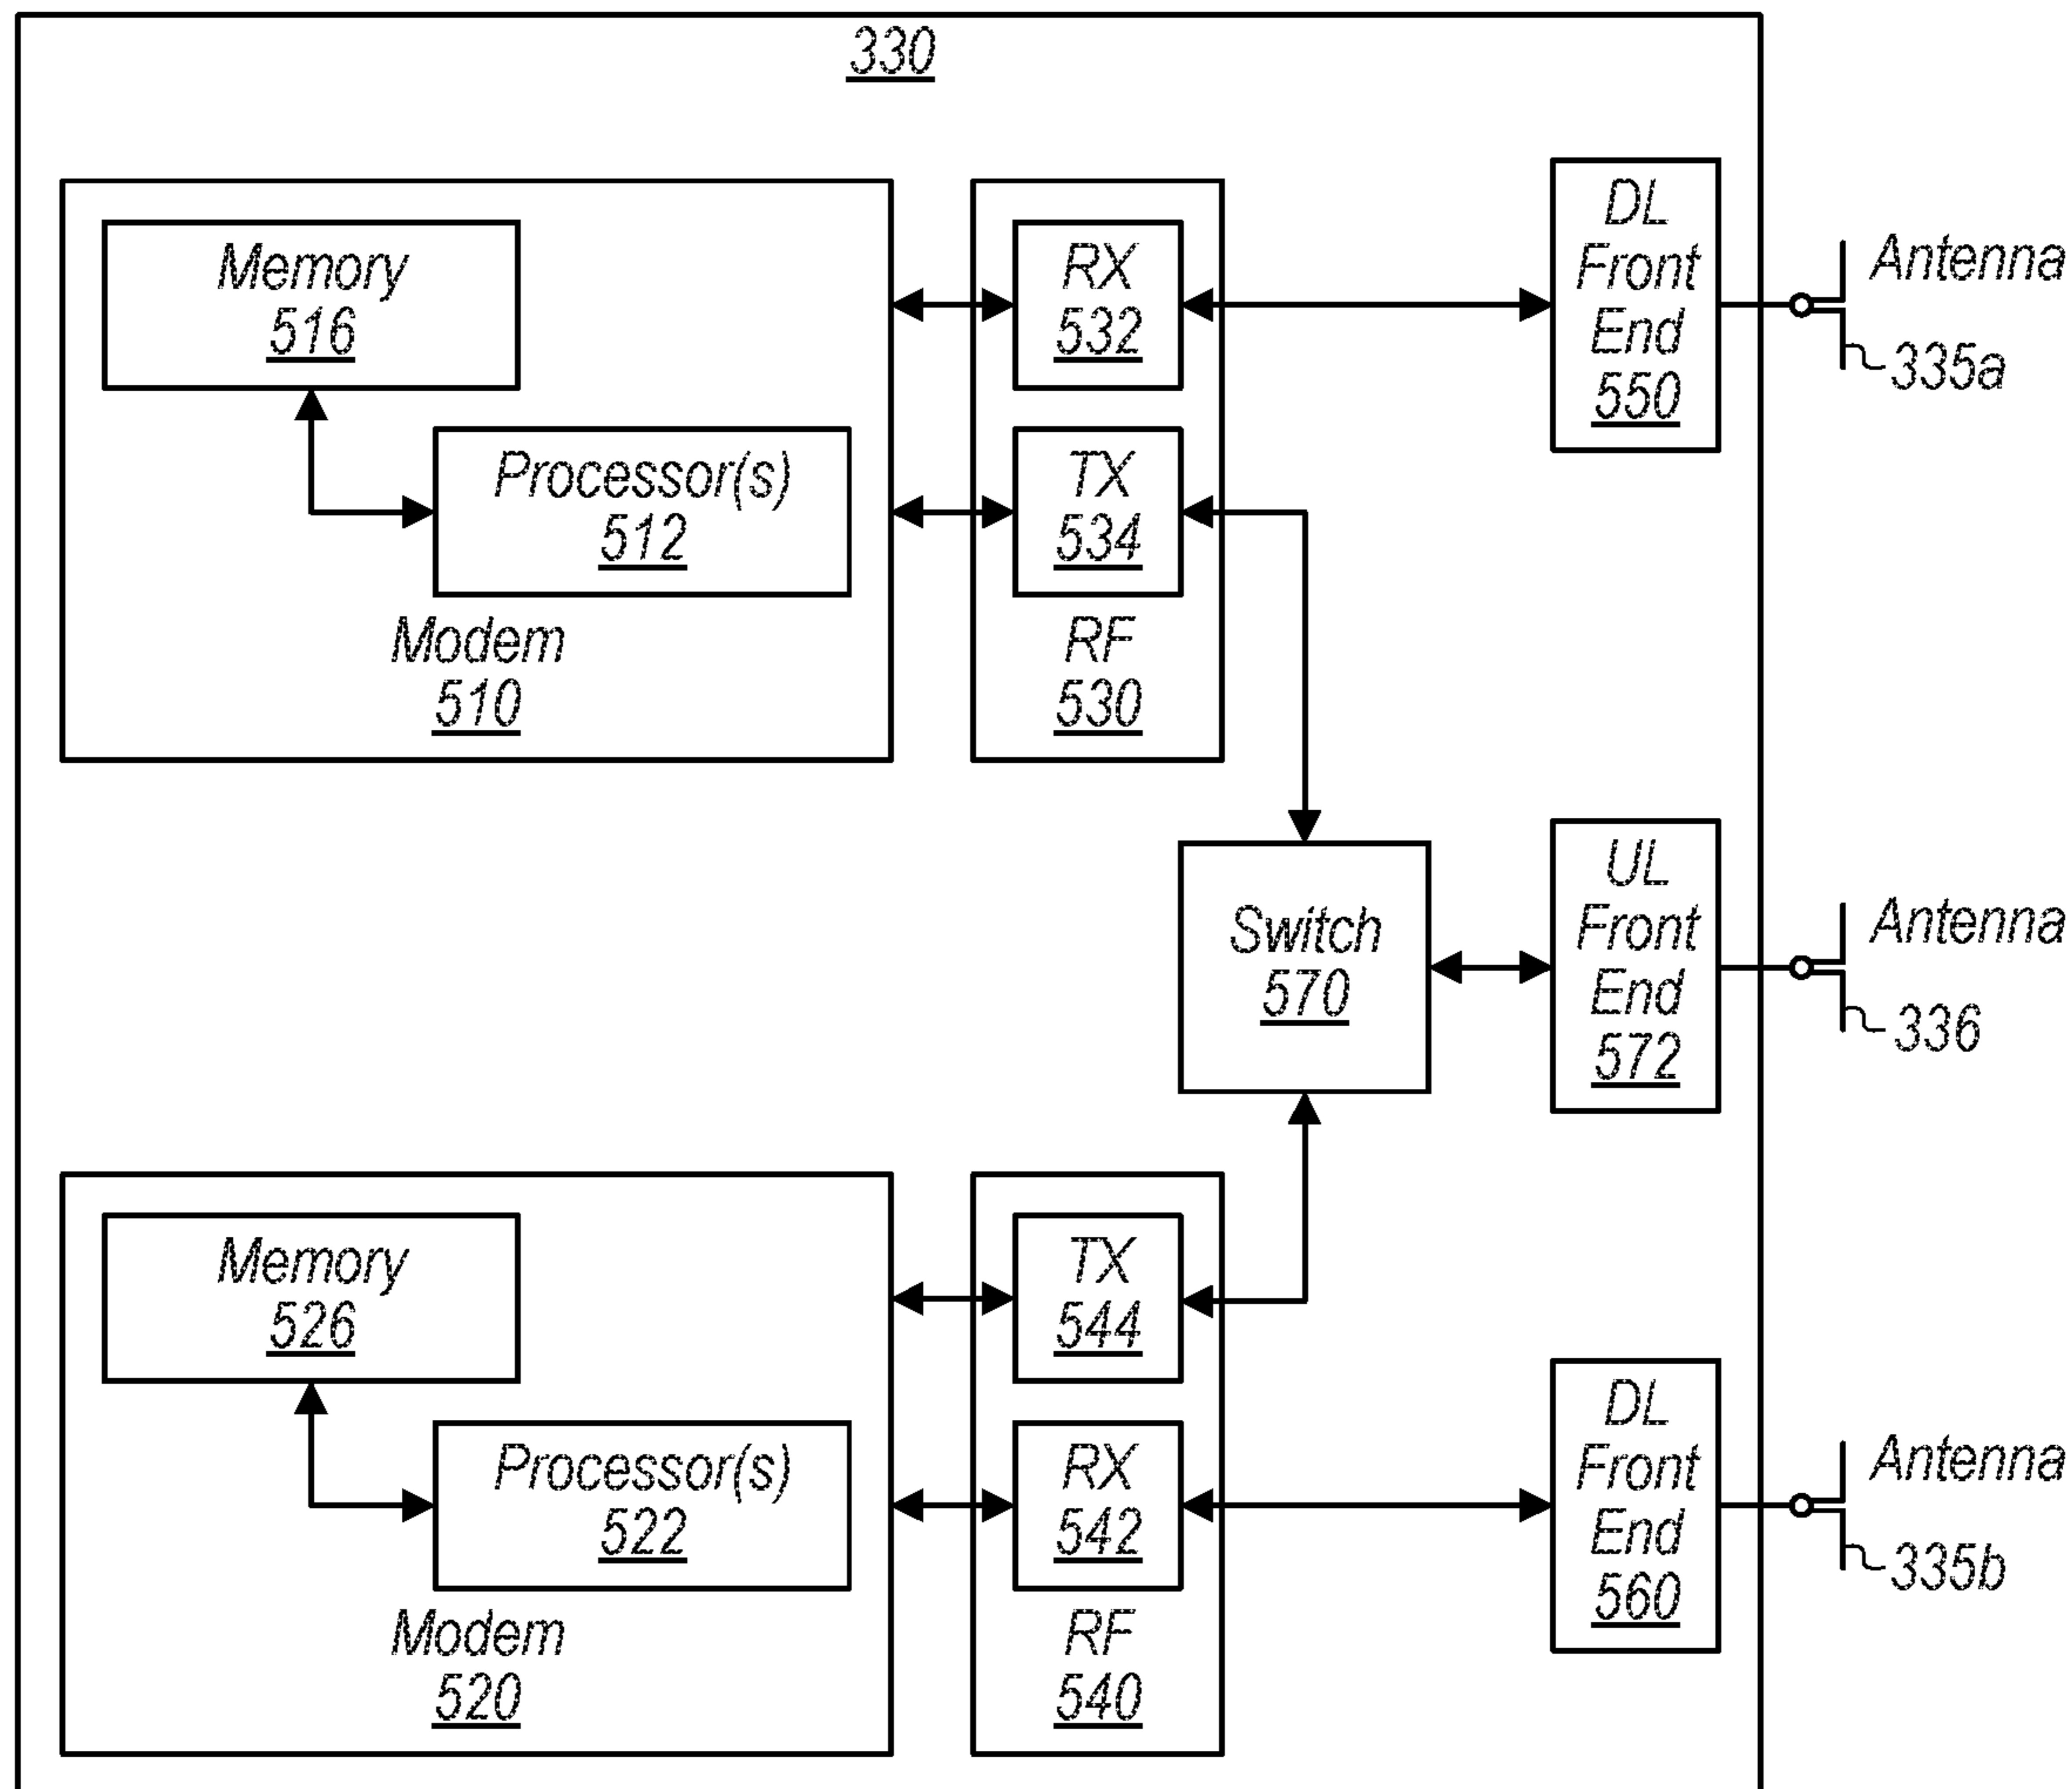 330
Memory
516
Processor(s)
512
Modem
510
RX
532
TX
534
RF
530
DL
Front
End
550
Antenna
335a
Switch
570
UL
Front
End
572
Antenna
336
Memory
526
Processor(s)
522
Modem
520
TX
544
RX
542
RF
540
DL
Front
End
560
Antenna
335b